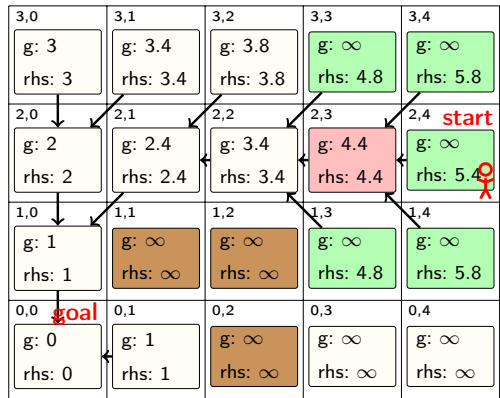 3,0 3,1 3,2 3,3 3,4
g: 3 g: 3.4 g: 3.8 g: ∞ g: ∞
rhs: 3 rhs: 3.4 rhs: 3.8 rhs: 4.8 rhs: 5.8
2,0 2,1 2,2 2,3 2,4 start
g: 2 g: 2.4 g: 3.4 g: 4.4 g: ∞
rhs: 2 rhs: 2.4 rhs: 3.4 rhs: 4.4 rhs: 5.4
1,0 1,1 1,2 1,3 1,4
g: 1 g: ∞ g: ∞ g: ∞ g: ∞
rhs: 1 rhs: ∞ rhs: ∞ rhs: 4.8 rhs: 5.8
0,0 goal 0,1 0,2 0,3 0,4
g: 0 g: 1 g: ∞ g: ∞ g: ∞
rhs: 0 rhs: 1 rhs: ∞ rhs: ∞ rhs: ∞